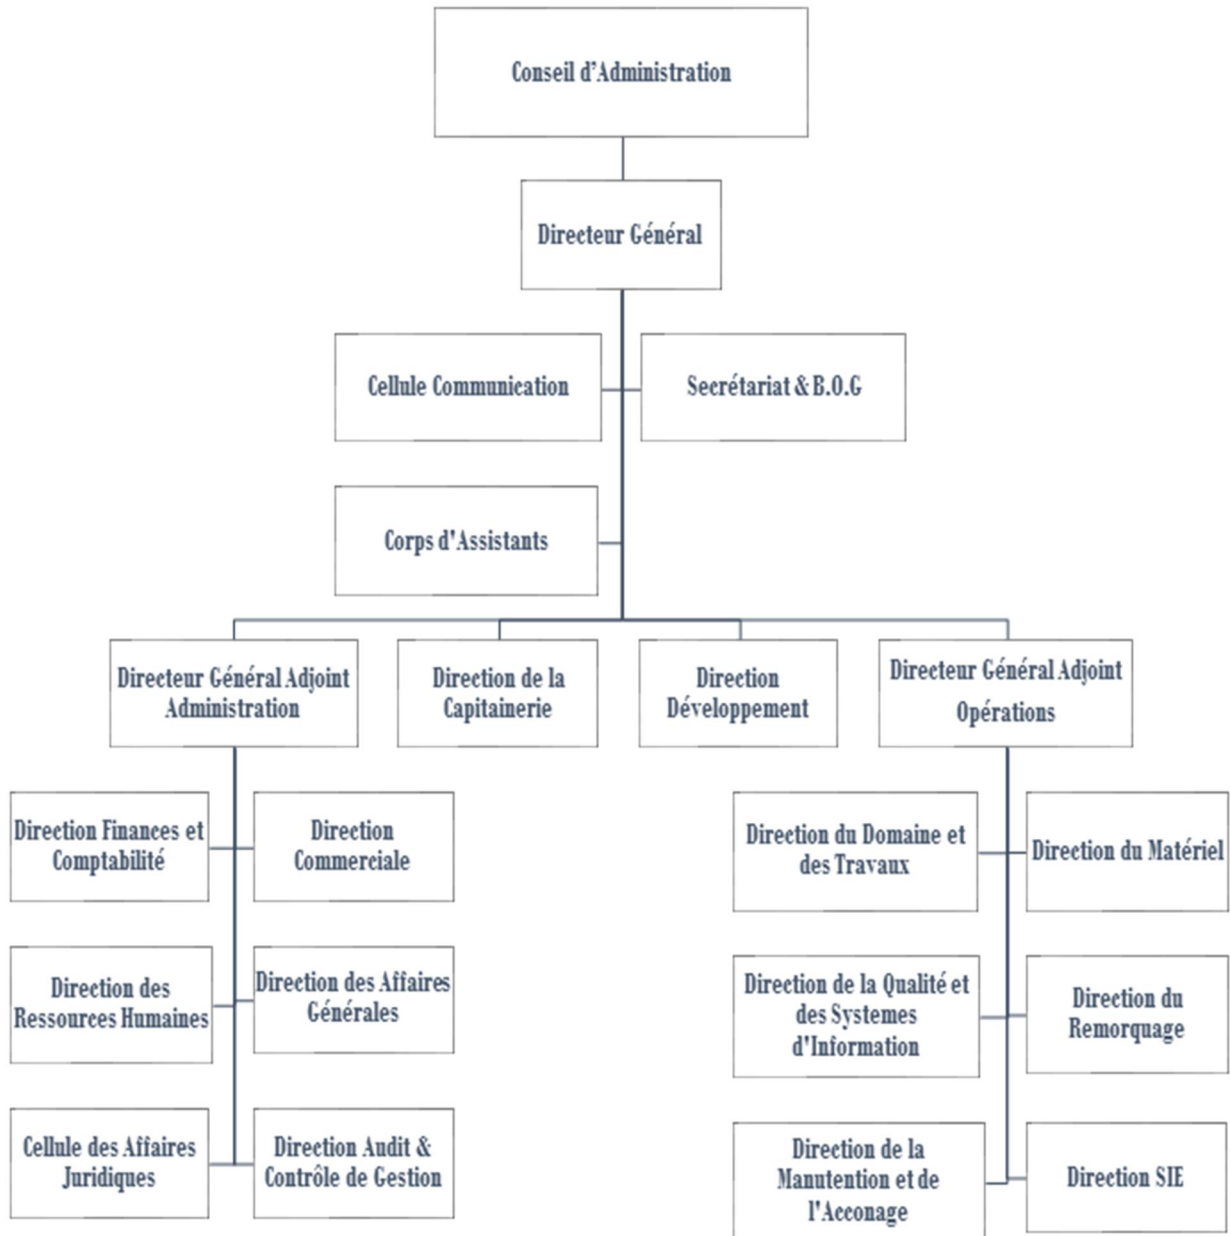 Conseil d'Administration
Directeur Général
Cellule Communication
Secrétariat & B.O.G
Corps d'Assistants
Directeur Général Adjoint
Administration
Direction de la
Capitainerie
Direction
Développement
Directeur Général Adjoint
Opérations
Direction Finances et
Comptabilité
Direction
Commerciale
Direction du Domaine et
des Travaux
Direction du Matériel
Direction des
Ressources Humaines
Direction des Affaires
Générales
Direction de la Qualité et
des Systemes
d'Information
Direction du
Remorquage
Cellule des Affaires
Juridiques
Direction Audit &
Contrôle de Gestion
Direction de la
Manutention et de
l'Acconage
Direction SIE